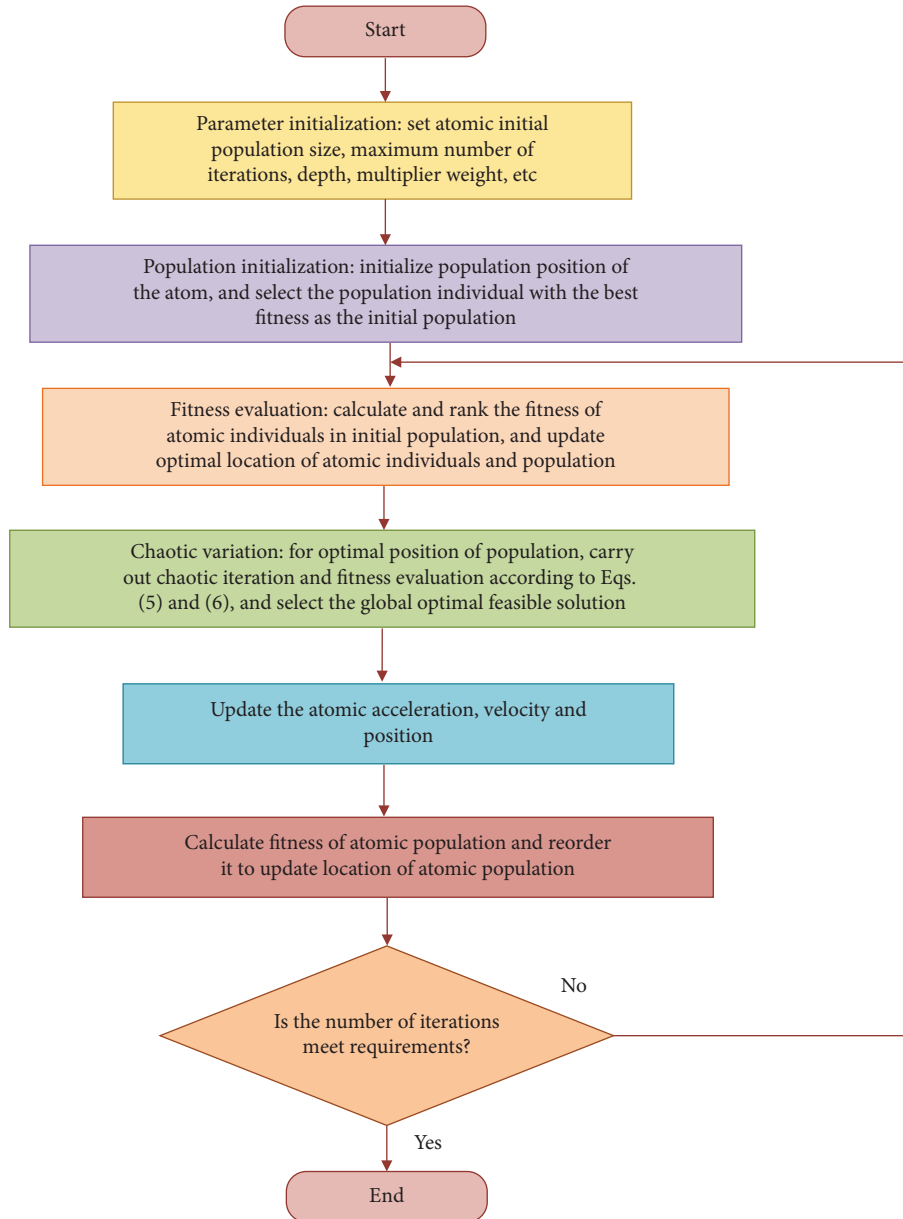 Start
Parameter initialization: set atomic initial
population size, maximum number of
iterations, depth, multiplier weight, etc
Population initialization: initialize population position of
the atom, and select the population individual with the best
fitness as the initial population
Fitness evaluation: calculate and rank the fitness of
atomic individuals in initial population, and update
optimal location of atomic individuals and population
Chaotic variation: for optimal position of population, carry
out chaotic iteration and fitness evaluation according to Eqs.
(5) and (6), and select the global optimal feasible solution
Update the atomic acceleration, velocity and
position
Calculate fitness of atomic population and reorder
it to update location of atomic population
No
Is the number of iterations
meet requirements?
Yes
End